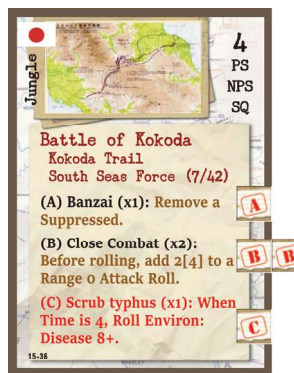 Jungle
4
PS
NPS
SQ
Battle of Kokoda
Kokoda Trail
South Seas Force (7/42)
(A) Banzai (x1): Remove a
Suppressed.
A
(B) Close Combat (x2):
Before rolling, add 2[4] to a
Range 0 Attack Roll.
B
B
(C) Scrub typhus (x1): When
Time is 4, Roll Environ:
Disease 8+.
C
15-36